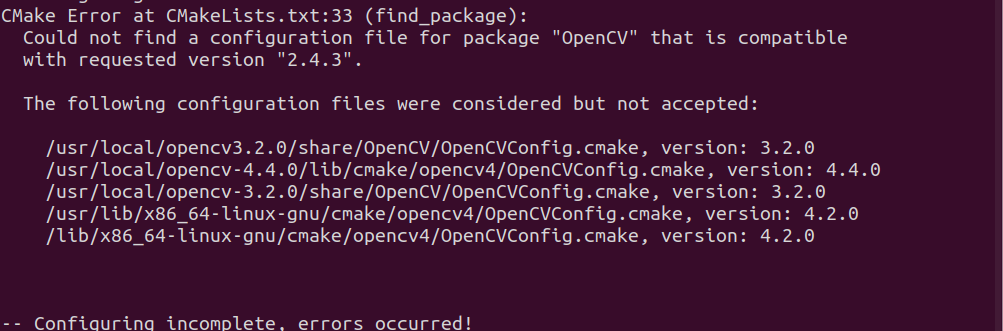 CMake Error at CMakeLists.txt:33 (find_package):
Could not find a configuration file for package "OpenCV" that is compatible
with requested version "2.4.3".
The following configuration files were considered but not accepted:
/usr/local/opencv3.2.0/share/OpenCV/OpenCVConfig.cmake, version: 3.2.0
/usr/local/opencv-4.4.0/lib/cmake/opencv4/OpenCVConfig.cmake, version: 4.4.0
/usr/local/opencv-3.2.0/share/OpenCV/OpenCVConfig.cmake, version: 3.2.0
/usr/lib/x86_64-linux-gnu/cmake/opencv4/OpenCVConfig.cmake, version: 4.2.0
/lib/x86_64-linux-gnu/cmake/opencv4/OpenCVConfig.cmake, version: 4.2.0
-- Configuring incomplete, errors occurred!